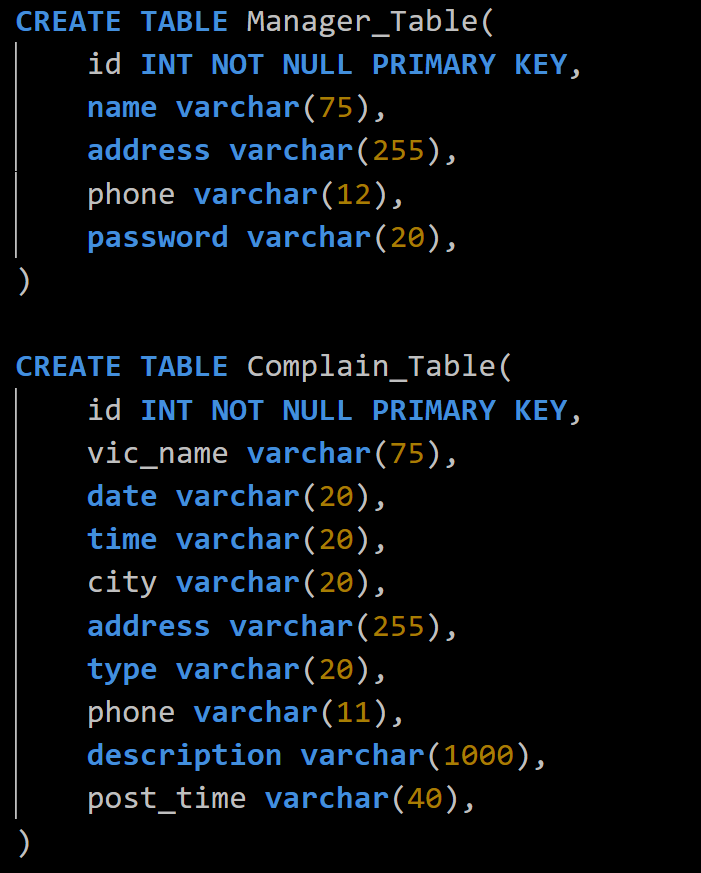 CREATE TABLE Manager_Table(
    id INT NOT NULL PRIMARY KEY,
    name varchar(75),
    address varchar(255),
    phone varchar(12),
    password varchar(20),
)

CREATE TABLE Complain_Table(
    id INT NOT NULL PRIMARY KEY,
    vic_name varchar(75),
    date varchar(20),
    time varchar(20),
    city varchar(20),
    address varchar(255),
    type varchar(20),
    phone varchar(11),
    description varchar(1000),
    post_time varchar(40),
)